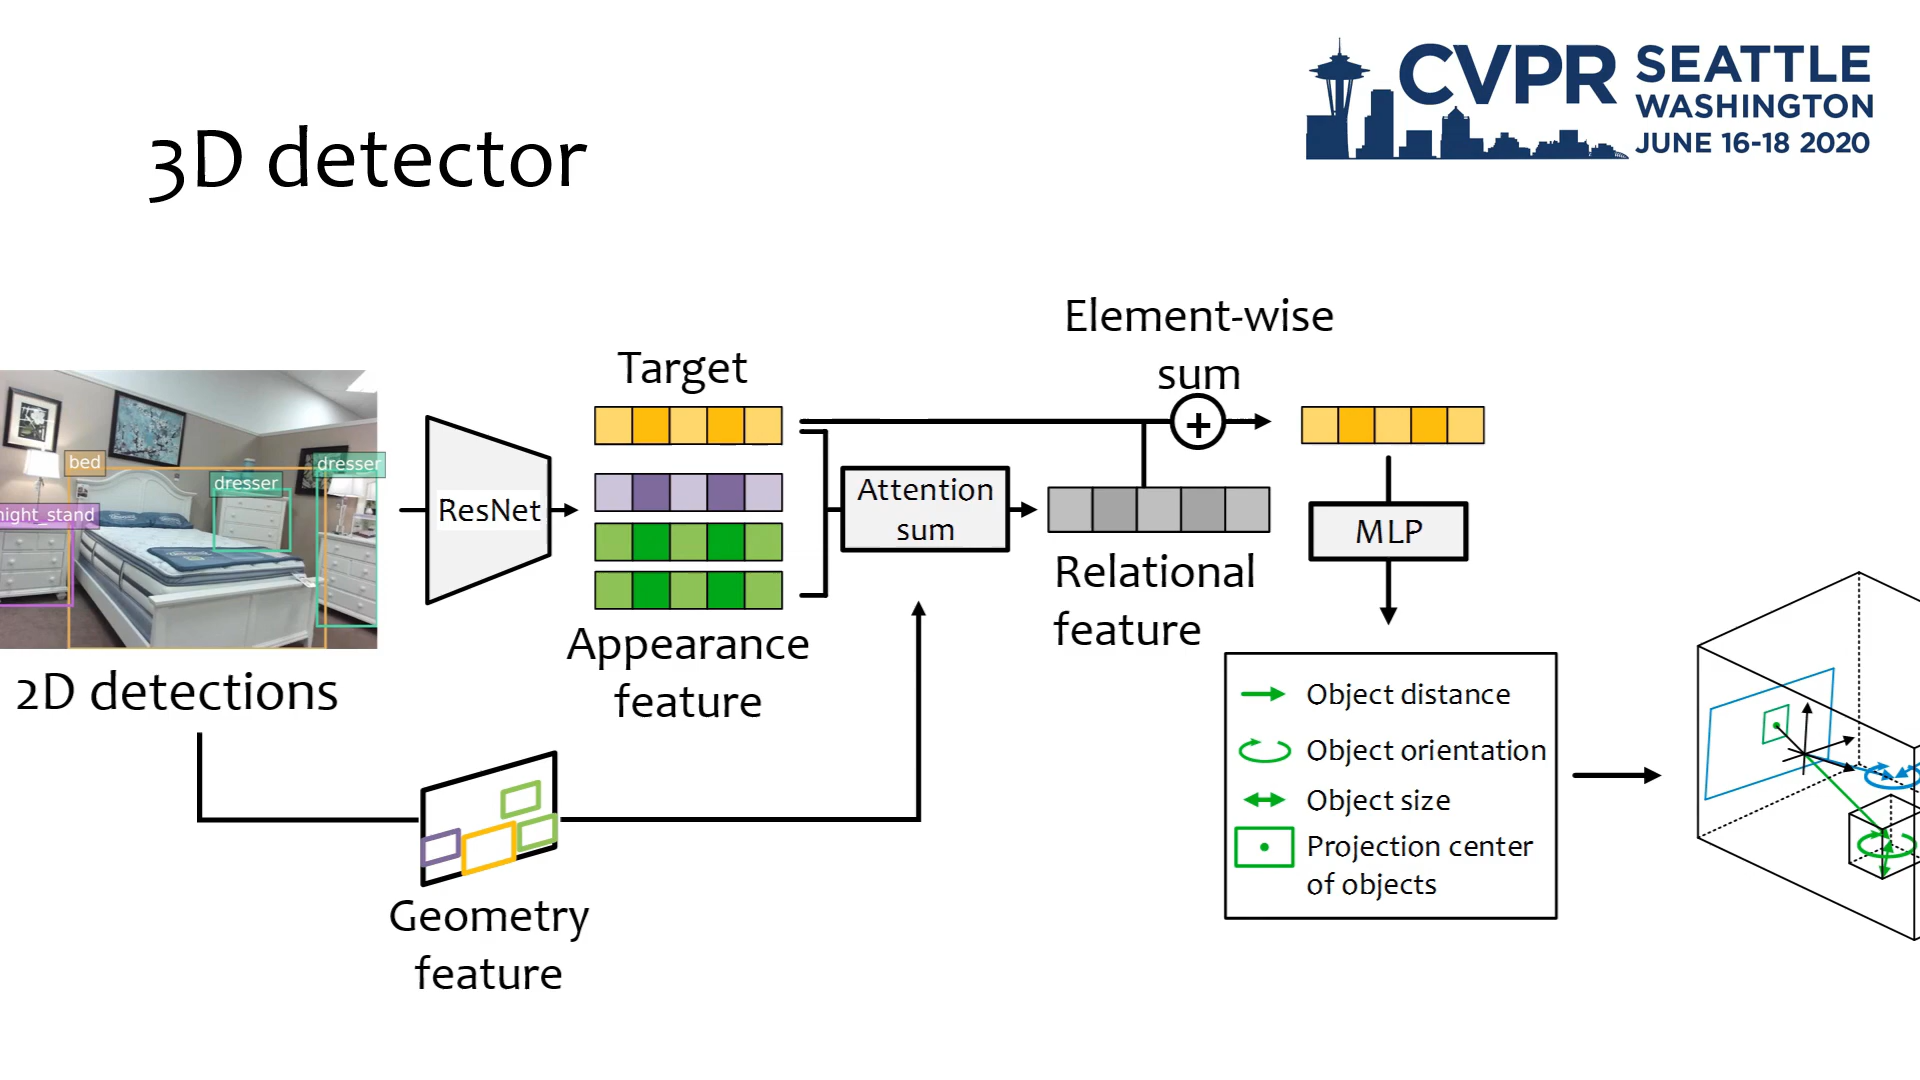 CVPR
SEATTLE
WASHINGTON
JUNE 16-18 2020
3D detector
bed
dresser
dresser
night_stand
2D detections
ResNet
Target
Appearance
feature
Geometry
feature
Attention
sum
Element-wise
sum
+
Relational
feature
MLP
Object distance
Object orientation
Object size
Projection center
of objects